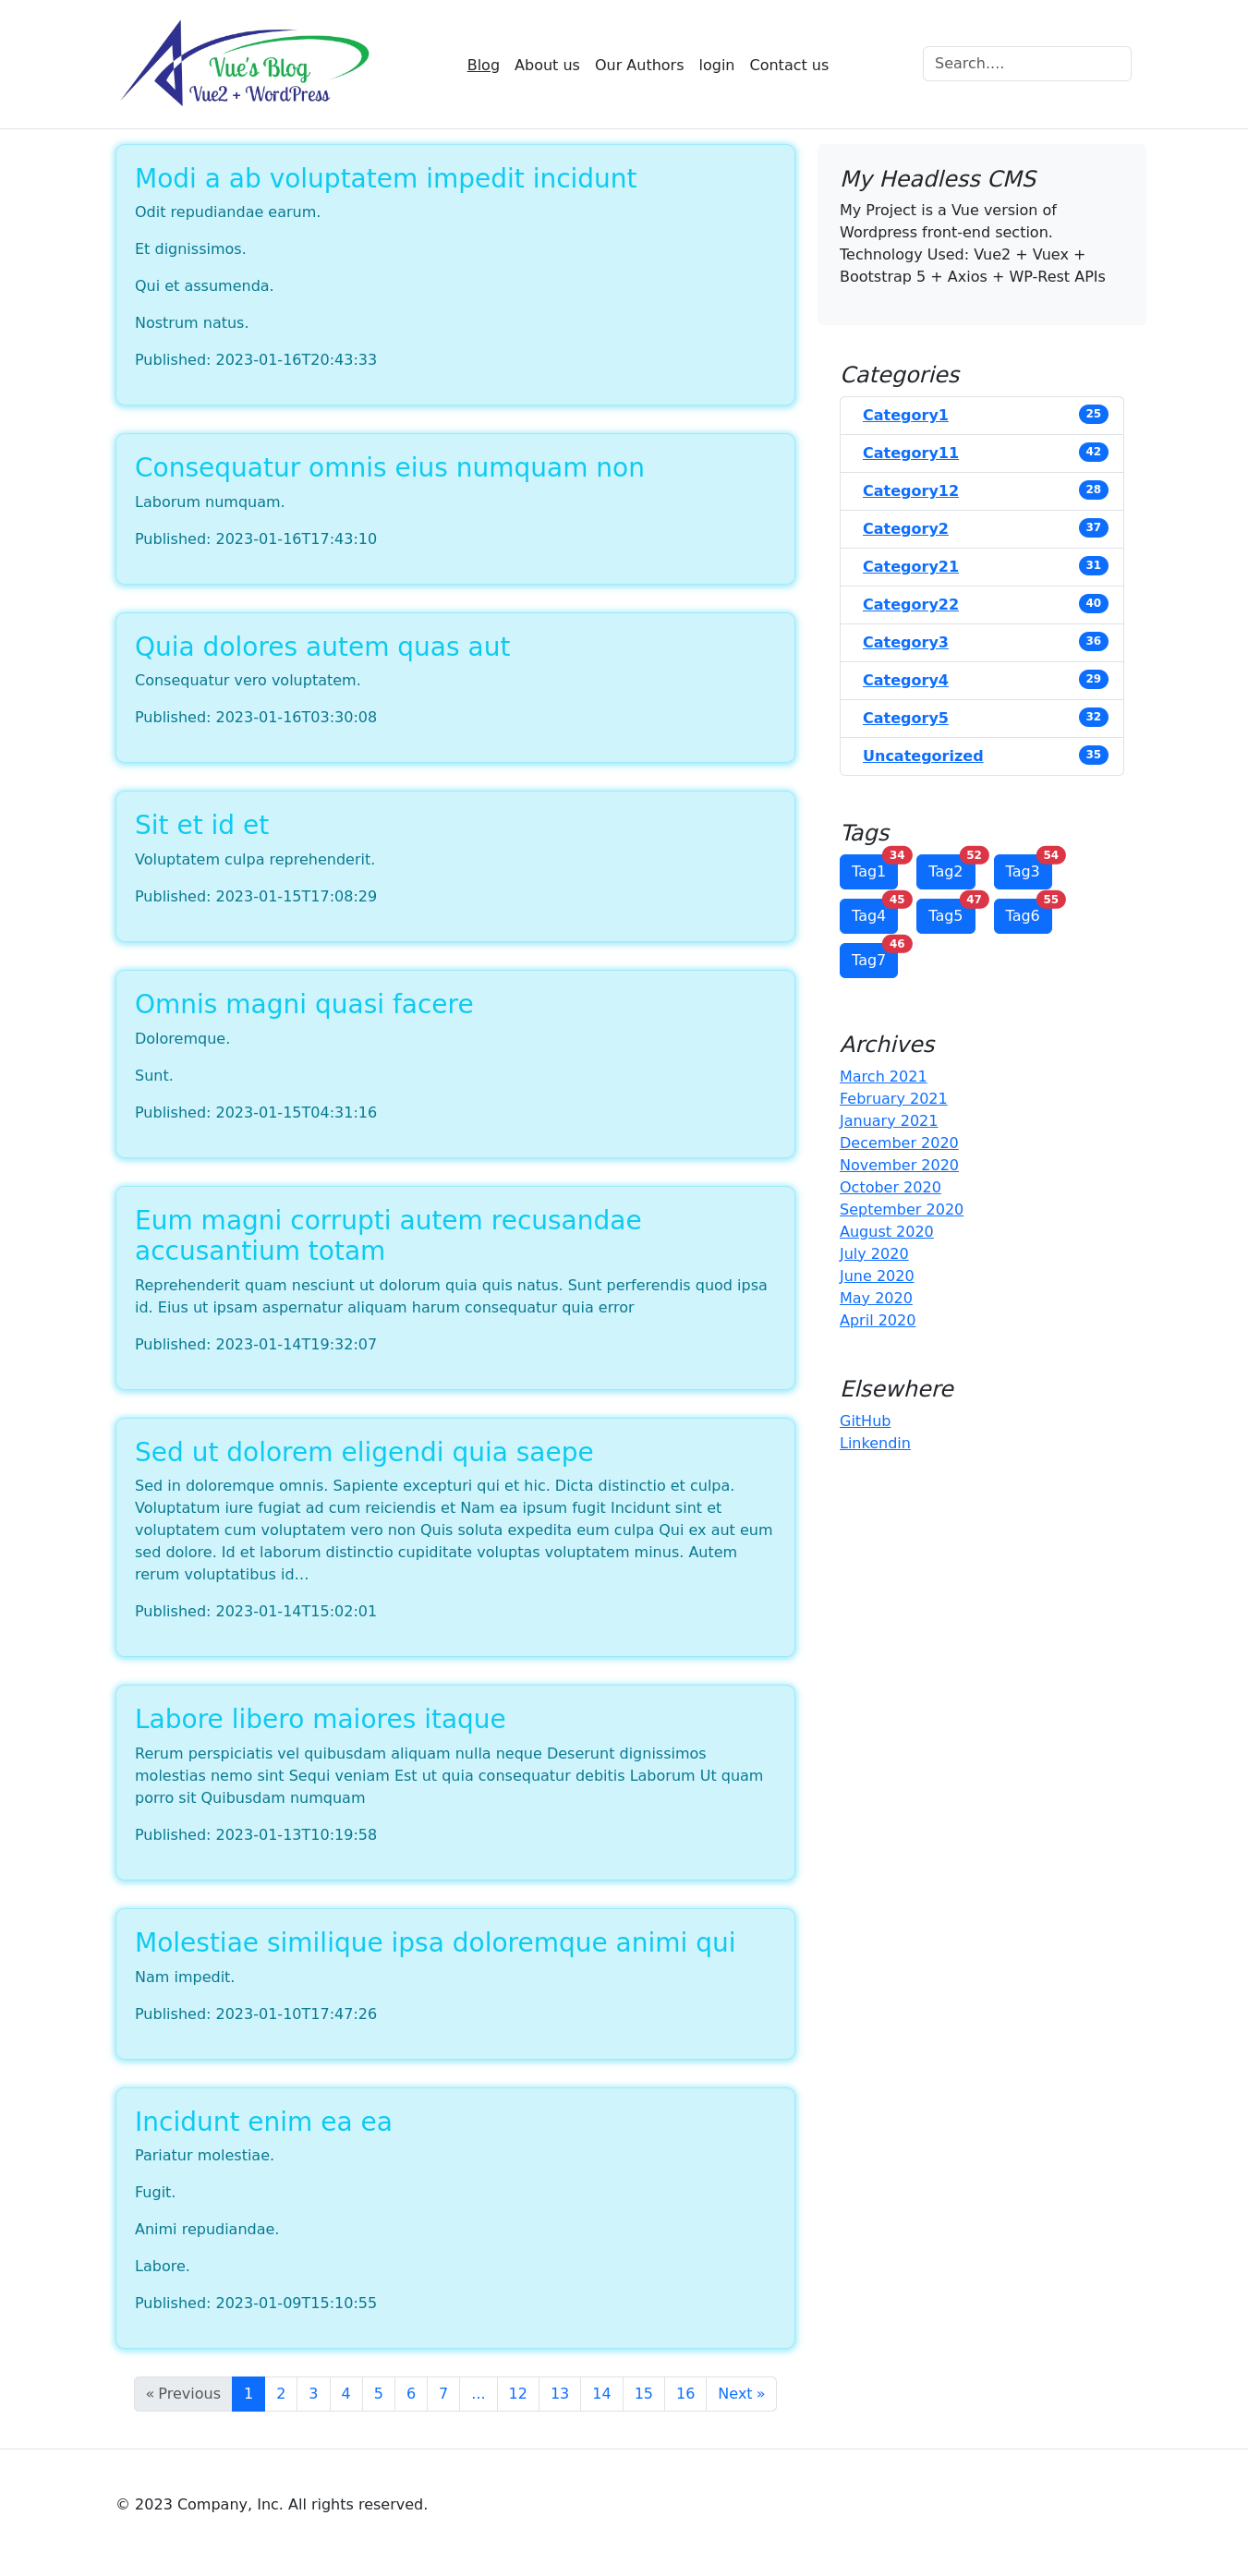 Vue's Blog
Vue2 + WordPress
Blog About us Our Authors login Contact us
Search....
Modi a ab voluptatem impedit incidunt
Odit repudiandae earum.
Et dignissimos.
Qui et assumenda.
Nostrum natus.
Published: 2023-01-16T20:43:33
Consequatur omnis eius numquam non
Laborum numquam.
Published: 2023-01-16T17:43:10
Quia dolores autem quas aut
Consequatur vero voluptatem.
Published: 2023-01-16T03:30:08
Sit et id et
Voluptatem culpa reprehenderit.
Published: 2023-01-15T17:08:29
Omnis magni quasi facere
Doloremque.
Sunt.
Published: 2023-01-15T04:31:16
Eum magni corrupti autem recusandae
accusantium totam
Reprehenderit quam nesciunt ut dolorum quia quis natus. Sunt perferendis quod ipsa
id. Eius ut ipsam aspernatur aliquam harum consequatur quia error
Published: 2023-01-14T19:32:07
Sed ut dolorem eligendi quia saepe
Sed in doloremque omnis. Sapiente excepturi qui et hic. Dicta distinctio et culpa.
Voluptatum iure fugiat ad cum reiciendis et Nam ea ipsum fugit Incidunt sint et
voluptatem cum voluptatem vero non Quis soluta expedita eum culpa Qui ex aut eum
sed dolore. Id et laborum distinctio cupiditate voluptas voluptatem minus. Autem
rerum voluptatibus id…
Published: 2023-01-14T15:02:01
Labore libero maiores itaque
Rerum perspiciatis vel quibusdam aliquam nulla neque Deserunt dignissimos
molestias nemo sint Sequi veniam Est ut quia consequatur debitis Laborum Ut quam
porro sit Quibusdam numquam
Published: 2023-01-13T10:19:58
Molestiae similique ipsa doloremque animi qui
Nam impedit.
Published: 2023-01-10T17:47:26
Incidunt enim ea ea
Pariatur molestiae.
Fugit.
Animi repudiandae.
Labore.
Published: 2023-01-09T15:10:55
« Previous 1 2 3 4 5 6 7 … 12 13 14 15 16 Next »
My Headless CMS
My Project is a Vue version of
Wordpress front-end section.
Technology Used: Vue2 + Vuex +
Bootstrap 5 + Axios + WP-Rest APIs
Categories
Category1 25
Category11 42
Category12 28
Category2 37
Category21 31
Category22 40
Category3 36
Category4 29
Category5 32
Uncategorized 35
Tags
Tag1 34 Tag2 52 Tag3 54
Tag4 45 Tag5 47 Tag6 55
Tag7 46
Archives
March 2021
February 2021
January 2021
December 2020
November 2020
October 2020
September 2020
August 2020
July 2020
June 2020
May 2020
April 2020
Elsewhere
GitHub
Linkendin
© 2023 Company, Inc. All rights reserved.